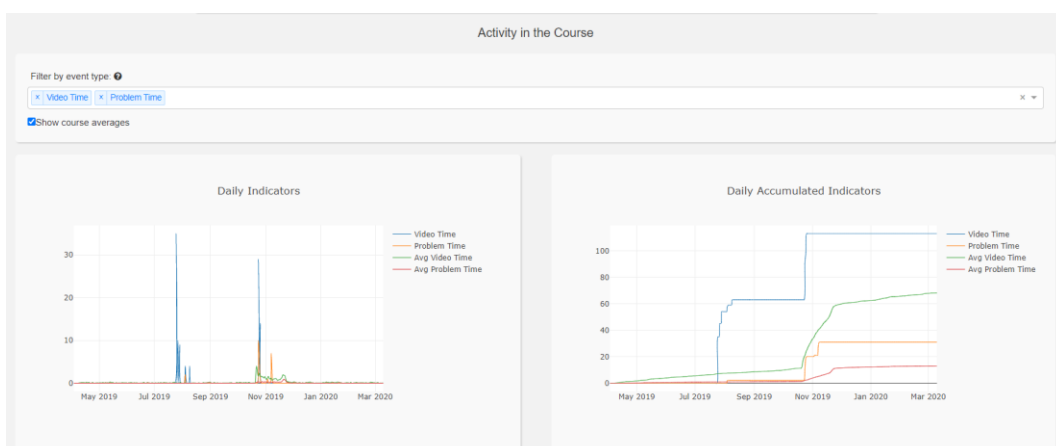 Activity in the Course
Filter by event type:
× Video Time × Problem Time
Show course averages
Daily Indicators
30
20
10
0
May 2019 Jul 2019 Sep 2019 Nov 2019 Jan 2020 Mar 2020
Video Time
Problem Time
Avg Video Time
Avg Problem Time
Daily Accumulated Indicators
100
80
60
40
20
0
May 2019 Jul 2019 Sep 2019 Nov 2019 Jan 2020 Mar 2020
Video Time
Problem Time
Avg Video Time
Avg Problem Time